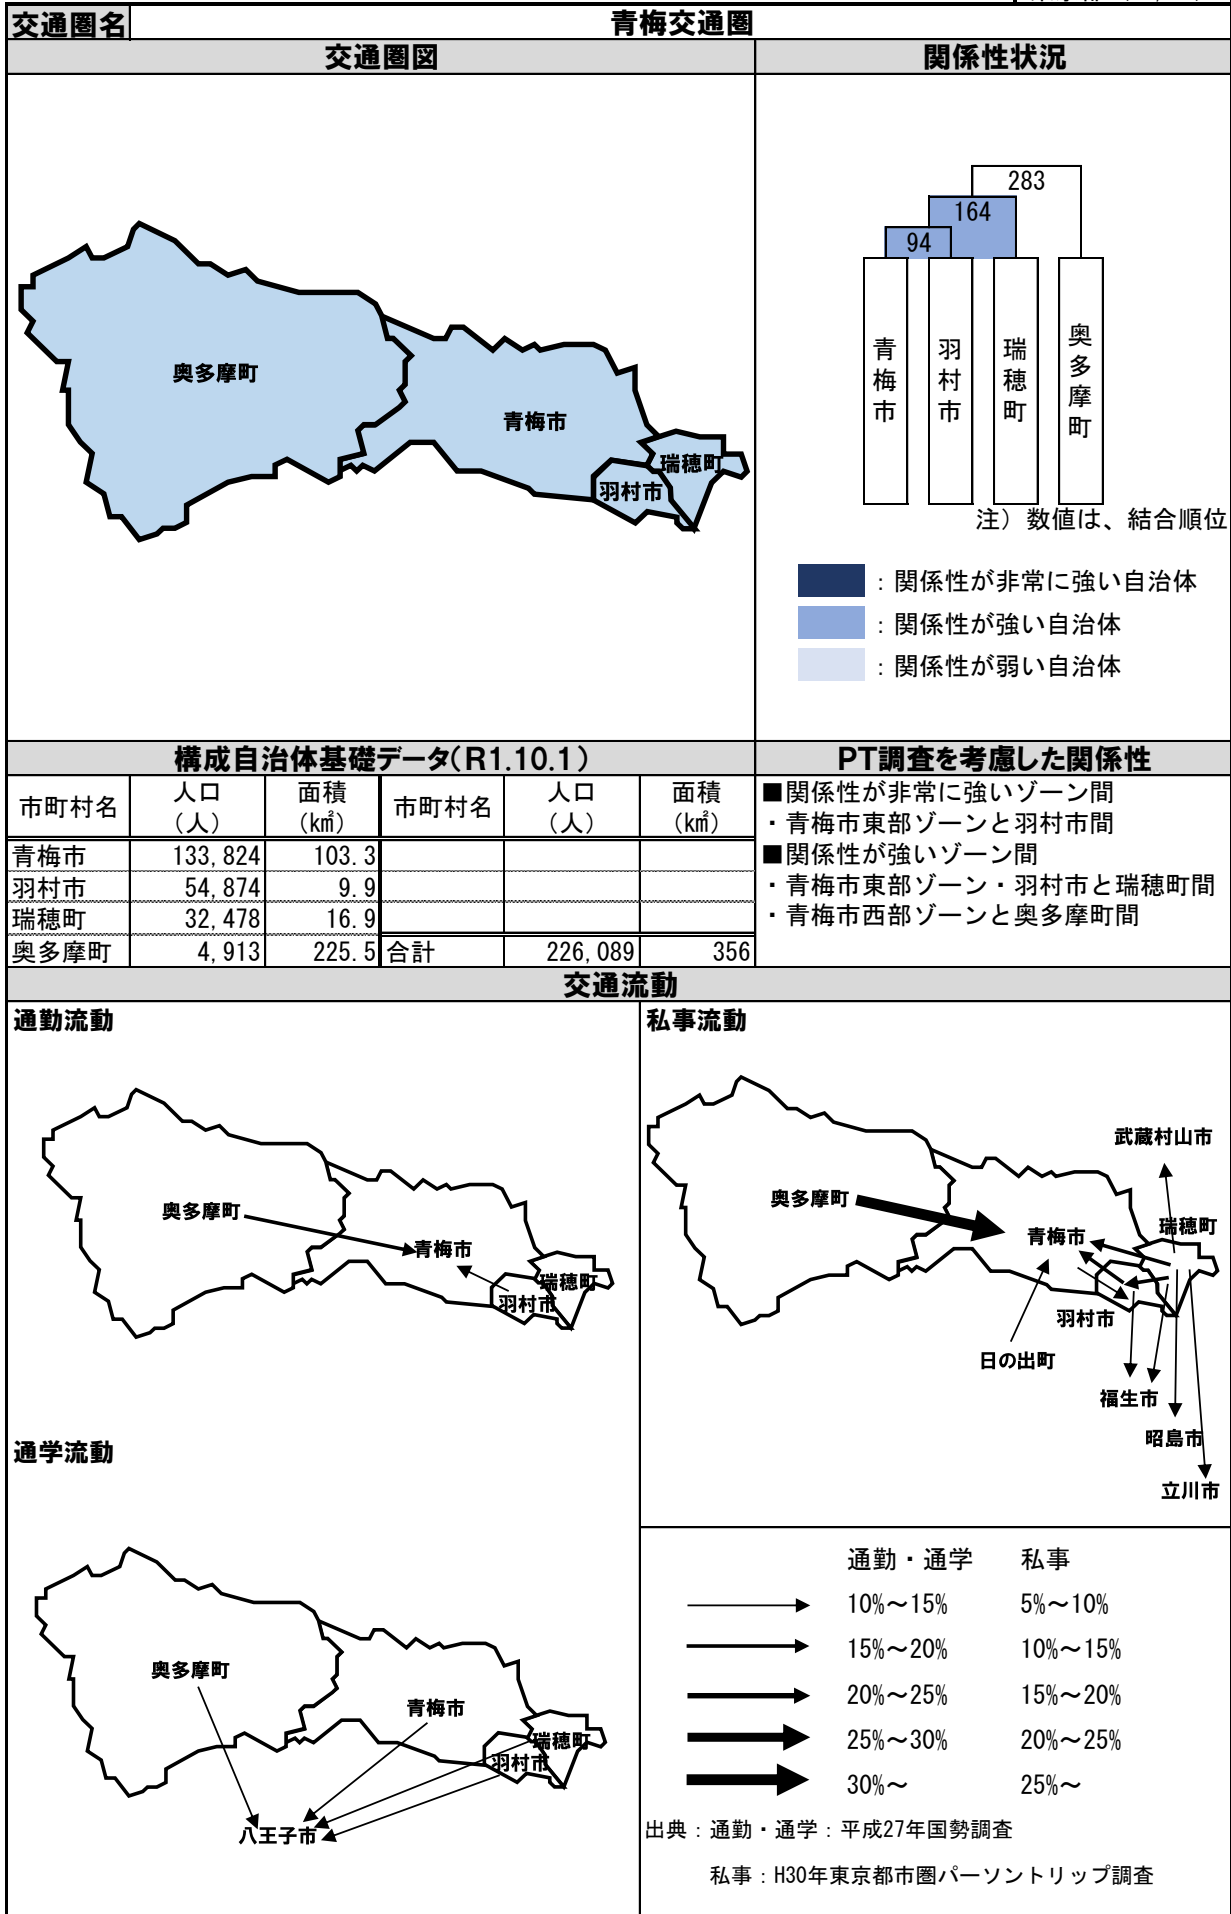 交通圏名
青梅交通圏
交通圏図
関係性状況
奥多摩町
青梅市
瑞穂町
羽村市
283
164
94
青梅市
羽村市
瑞穂町
奥多摩町
注）数値は、結合順位
：関係性が非常に強い自治体
：関係性が強い自治体
：関係性が弱い自治体
構成自治体基礎データ(R1.10.1)
市町村名 人口（人） 面積（㎢） 市町村名 人口（人） 面積（㎢）
青梅市 133,824 103.3
羽村市 54,874 9.9
瑞穂町 32,478 16.9
奥多摩町 4,913 225.5 合計 226,089 356
PT調査を考慮した関係性
■関係性が非常に強いゾーン間
・青梅市東部ゾーンと羽村市間
■関係性が強いゾーン間
・青梅市東部ゾーン・羽村市と瑞穂町間
・青梅市西部ゾーンと奥多摩町間
交通流動
通勤流動
奥多摩町
青梅市
瑞穂町
羽村市
私事流動
武蔵村山市
奥多摩町
瑞穂町
青梅市
羽村市
日の出町
福生市
昭島市
立川市
通学流動
奥多摩町
青梅市
瑞穂町
羽村市
八王子市
通勤・通学 私事
10%～15% 5%～10%
15%～20% 10%～15%
20%～25% 15%～20%
25%～30% 20%～25%
30%～ 25%～
出典：通勤・通学：平成27年国勢調査
私事：H30年東京都市圏パーソントリップ調査